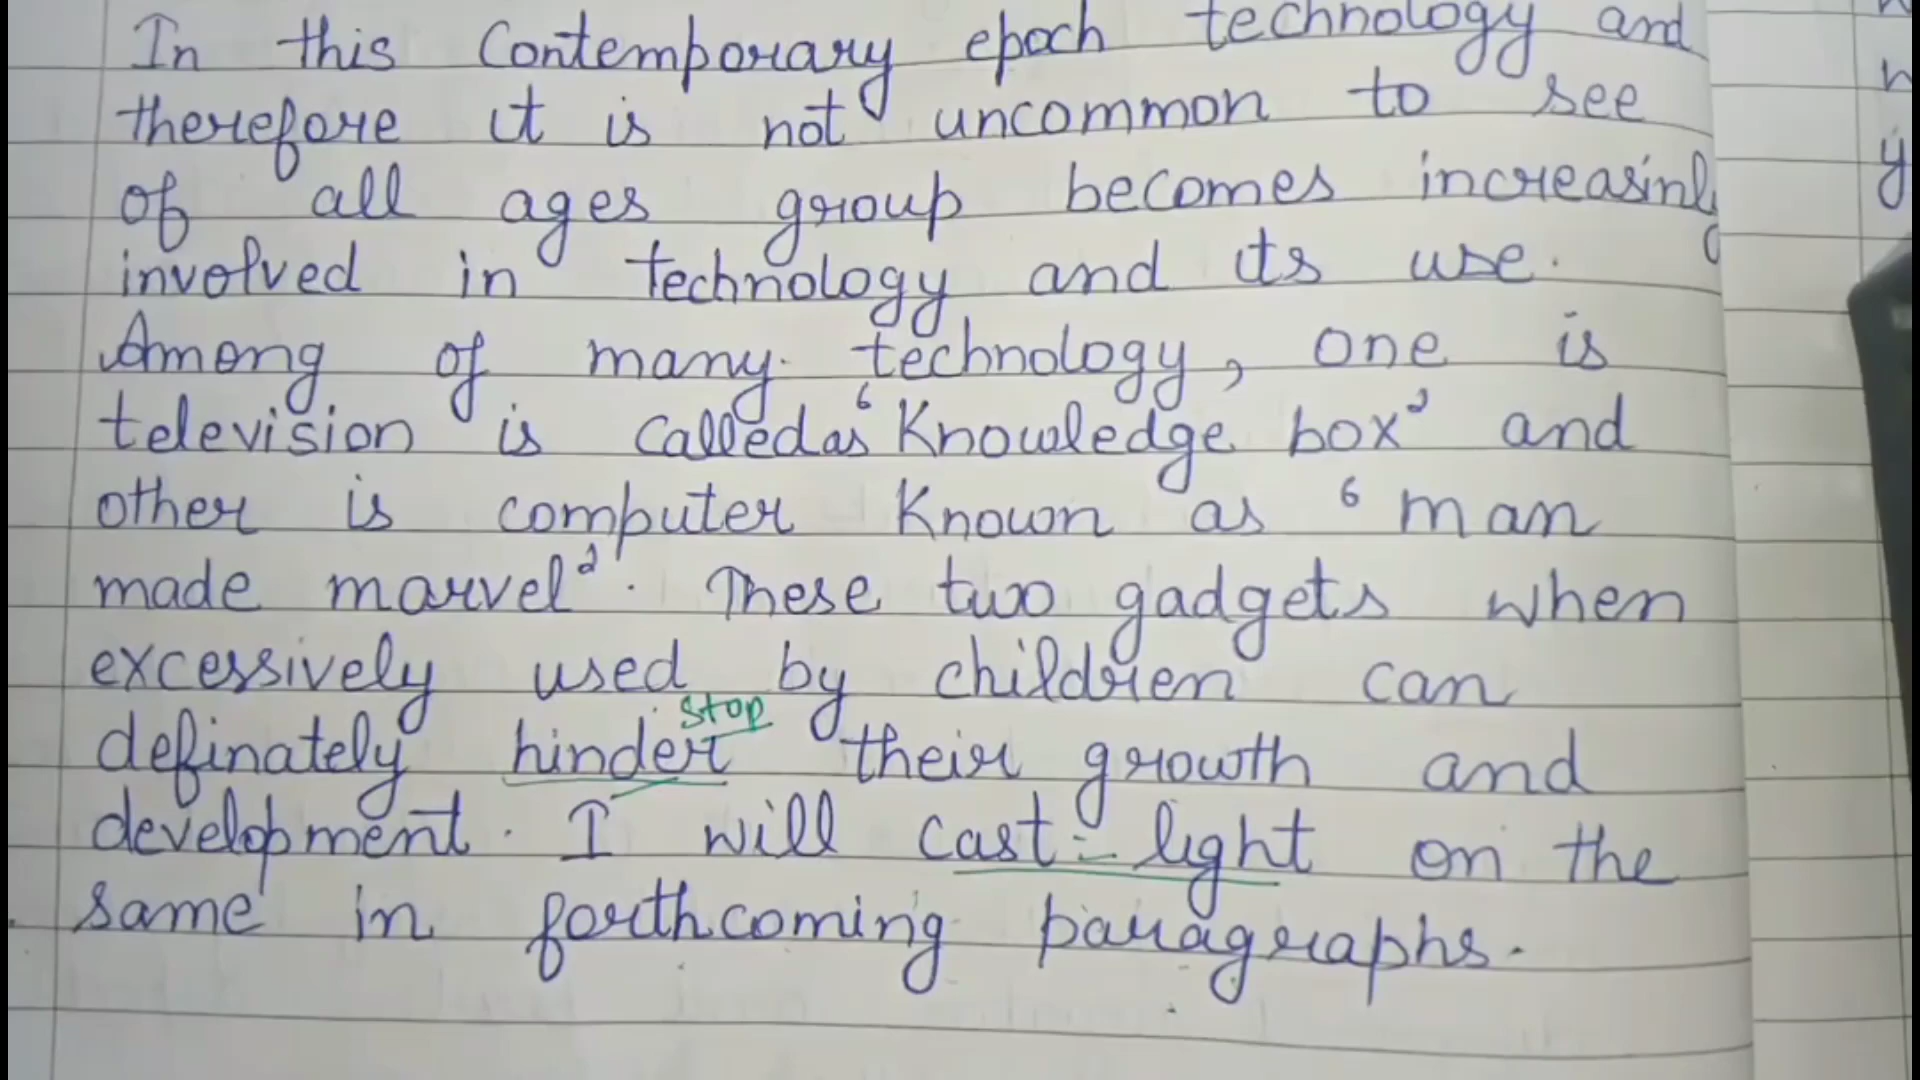 In this Contemporary epoch technology and
therefore it is not uncommon to see
of all ages group becomes increasinly
involved in technology and its use.
Among of many technology, one is
television is called as 'Knowledge box' and
other is computer Known as 'man
made marvel'. These two gadgets when
excessively used by children can
stop
definately hinder their growth and
development. I will cast light on the
same in forthcoming paragraphs.